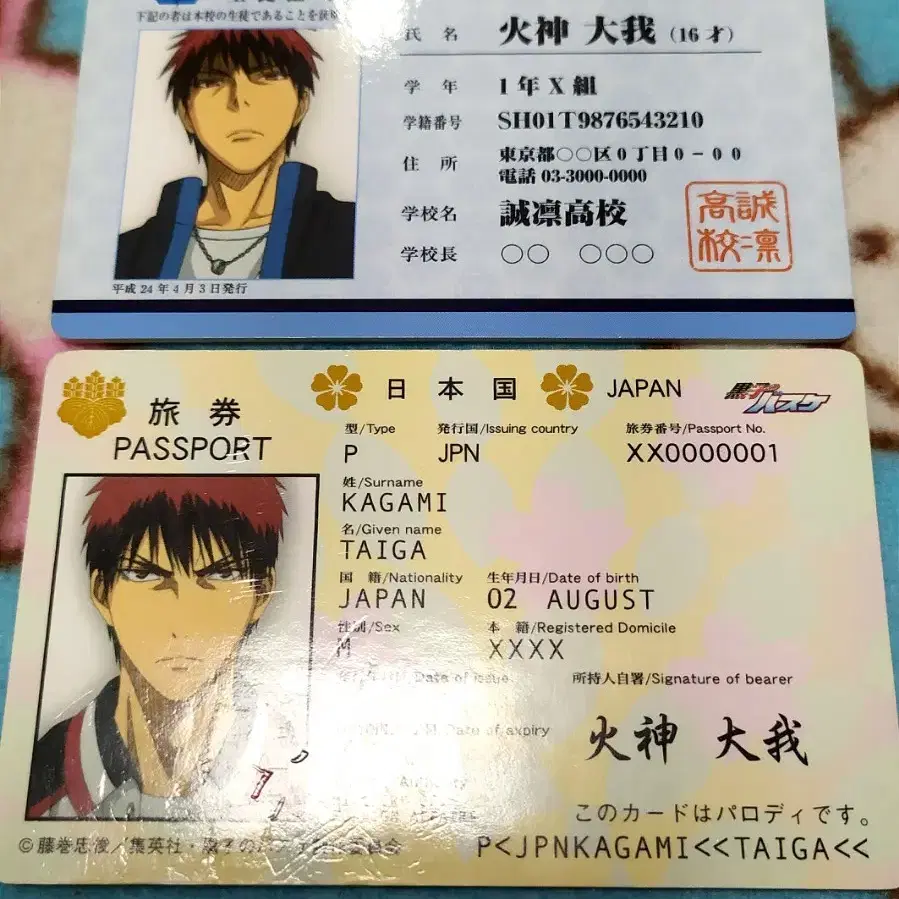 下記の者は本校の生徒であることを
氏 名 火神 大我 (16才)
学 年 1年X組
学籍番号 SH01T9876543210
住 所 東京都○○区0丁目0-00
電話 03-3000-0000
学校名 誠凛高校
学校長 ○○ ○○○
誠凛高校
平成24年4月3日発行
旅券 日本国 JAPAN 黒子のバスケ
PASSPORT
型/Type 発行国/Issuing country 旅券番号/Passport No.
P JPN XX0000001
姓/Surname
KAGAMI
名/Given name
TAIGA
国 籍/Nationality 生年月日/Date of birth
JAPAN 02 AUGUST
性別/Sex 本 籍/Registered Domicile
M XXXX
Date of issue 所持人自署/Signature of bearer
Date of expiry
火神 大我
Authority
このカードはパロディです。
©藤巻忠俊/集英社・黒子の
P<JPNKAGAMI<<TAIGA<<